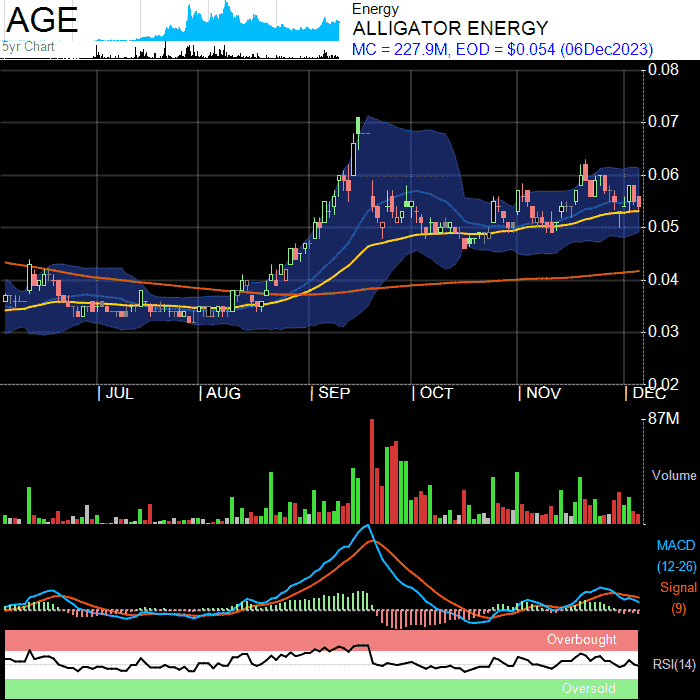 AGE
5yr Chart
Energy
ALLIGATOR ENERGY
MC = 227.9M, EOD = $0.054 (06Dec2023)
0.08
0.07
0.06
0.05
0.04
0.03
0.02
| JUL | AUG | SEP | OCT | NOV | DEC
87M
Volume
MACD
(12-26)
Signal
(9)
Overbought
RSI(14)
Oversold